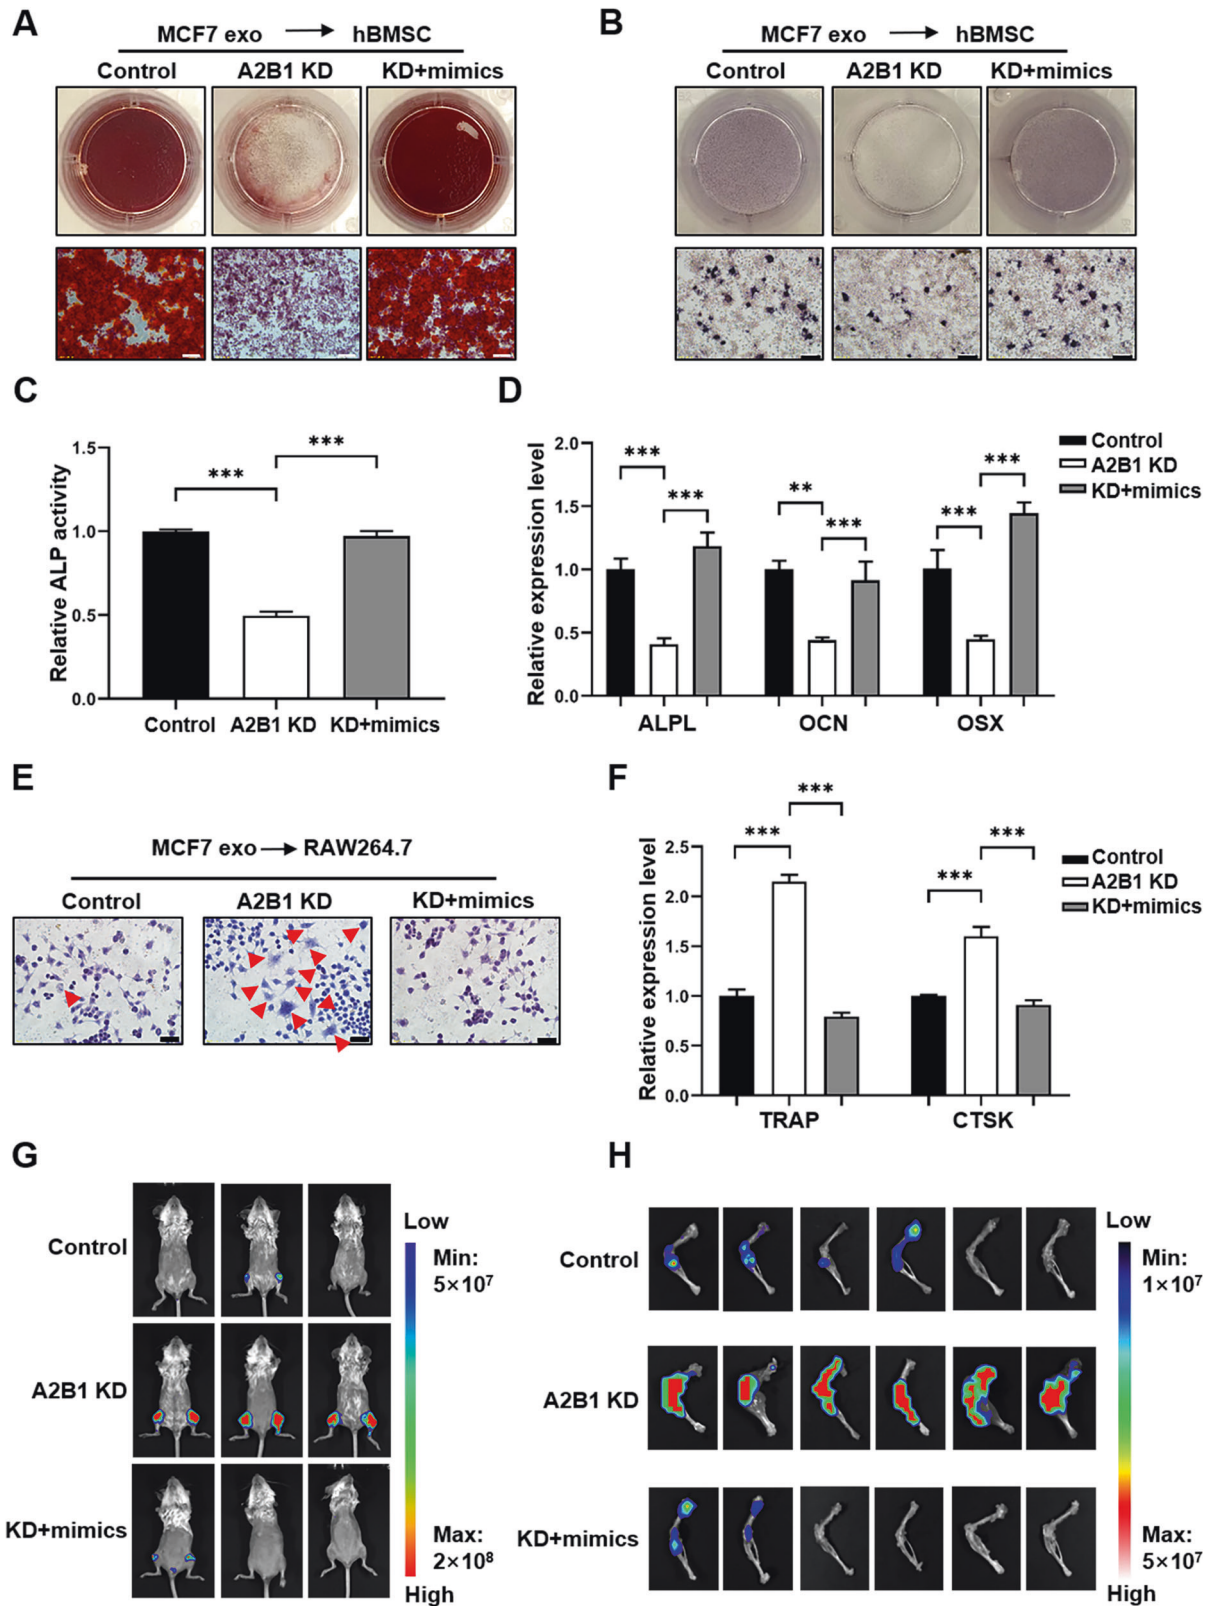 A
MCF7 exo → hBMSC
Control A2B1 KD KD+mimics
B
MCF7 exo → hBMSC
Control A2B1 KD KD+mimics
C
Relative ALP activity
1.5
1.0
0.5
0.0
*** ***
Control A2B1 KD KD+mimics
D
Relative expression level
2.0
1.5
1.0
0.5
0.0
*** *** ** *** *** ***
ALPL OCN OSX
Control
A2B1 KD
KD+mimics
E
MCF7 exo → RAW264.7
Control A2B1 KD KD+mimics
F
Relative expression level
2.5
2.0
1.5
1.0
0.5
0.0
*** *** *** ***
TRAP CTSK
Control
A2B1 KD
KD+mimics
G
Control
A2B1 KD
KD+mimics
Low
Min:
5×10⁷
Max:
2×10⁸
High
H
Control
A2B1 KD
KD+mimics
Low
Min:
1×10⁷
Max:
5×10⁷
High